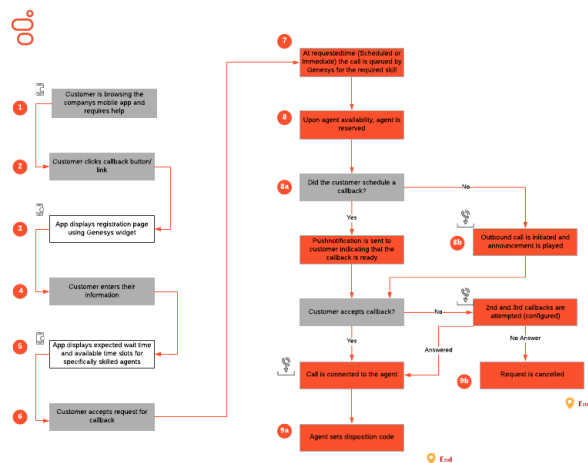 1
Customer is browsing the
companys mobile app and
requires help
2
Customer clicks callback button/
link
3
App displays registration page
using Genesys widget
4
Customer enters their
information
5
App displays expected wait time
and available time slots for
specifically skilled agents
6
Customer accepts request for
callback
7
At requestedtime (Scheduled or
Immediate) the call is queued by
Genesys for the required skill
8
Upon agent availability, agent is
reserved
8a
Did the customer schedule a
callback?
No
Yes
8b
Outbound call is initiated and
announcement is played
Pushnotification is sent to
customer indicating that the
callback is ready
Customer accepts callback?
No
2nd and 3rd callbacks are
attempted (configured)
Yes
Answered
No Answer
Call is connected to the agent
9b
Request is cancelled
9a
Agent sets disposition code
End